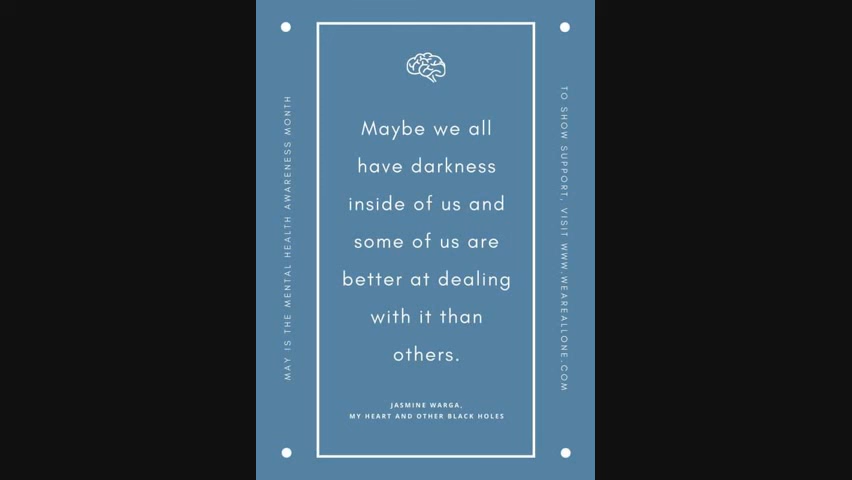 MAY IS THE MENTAL HEALTH AWARENESS MONTH
Maybe we all
have darkness
inside of us and
some of us are
better at dealing
with it than
others.
JASMINE WARGA,
MY HEART AND OTHER BLACK HOLES
TO SHOW SUPPORT, VISIT WWW.WEAREALLONE.COM